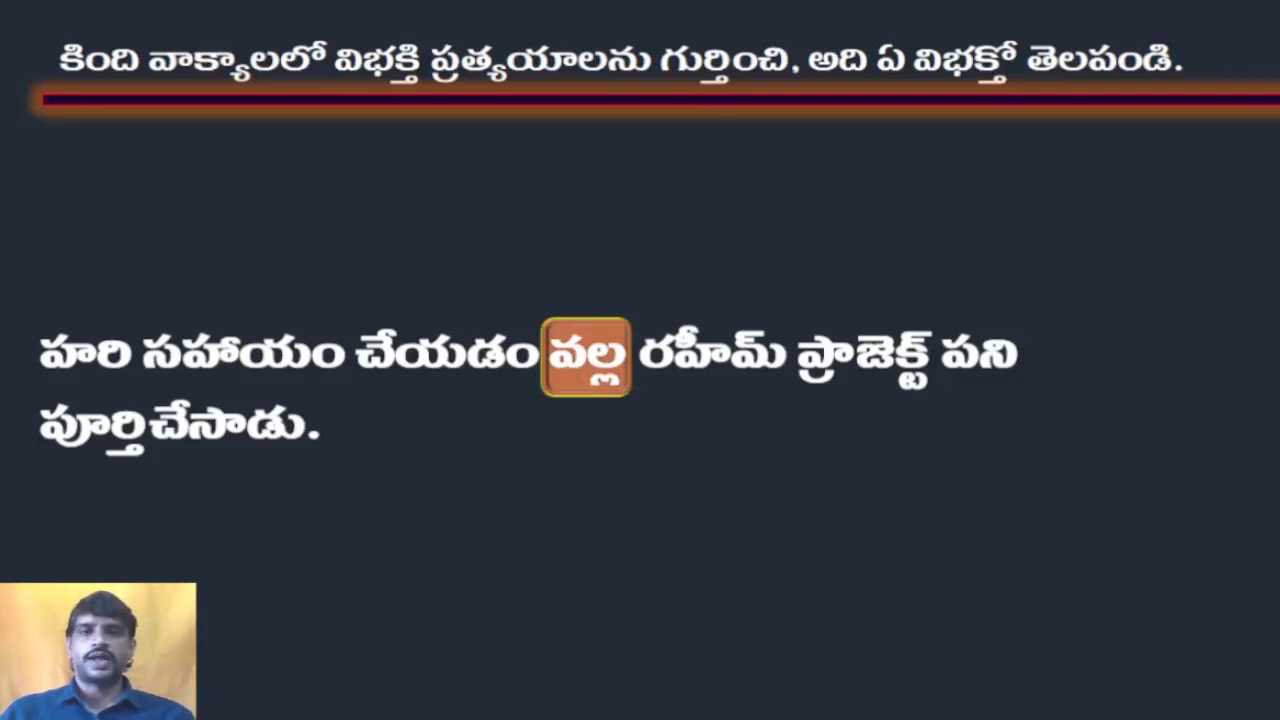 కింది వాక్యాలలో విభక్తి ప్రత్యయాలను గుర్తించి, అది ఏ విభక్తో తెలపండి.
హరి సహాయం చేయడం వల్ల రహీమ్ ప్రాజెక్ట్ పని
పూర్తిచేసాడు.